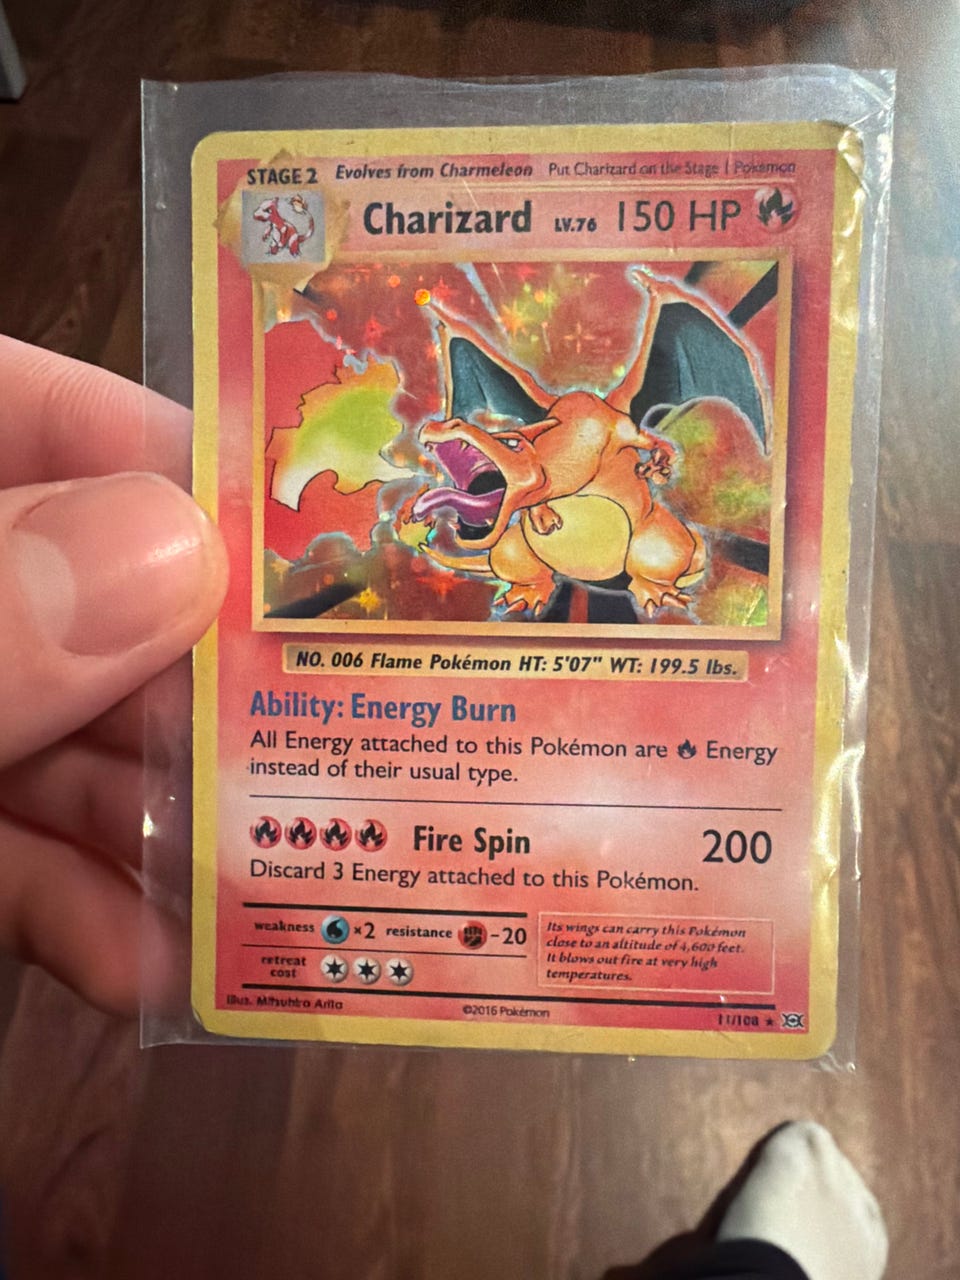 STAGE 2 Evolves from Charmeleon Put Charizard on the Stage 1 Pokémon
Charizard LV.76 150 HP
NO. 006 Flame Pokémon HT: 5'07" WT: 199.5 lbs.
Ability: Energy Burn
All Energy attached to this Pokémon are Energy
instead of their usual type.
Fire Spin 200
Discard 3 Energy attached to this Pokémon.
weakness ×2 resistance -20
retreat
cost
Its wings can carry this Pokémon
close to an altitude of 4,600 feet.
It blows out fire at very high
temperatures.
Illus. Mitsuhiro Arita
©2016 Pokémon
11/108 ★